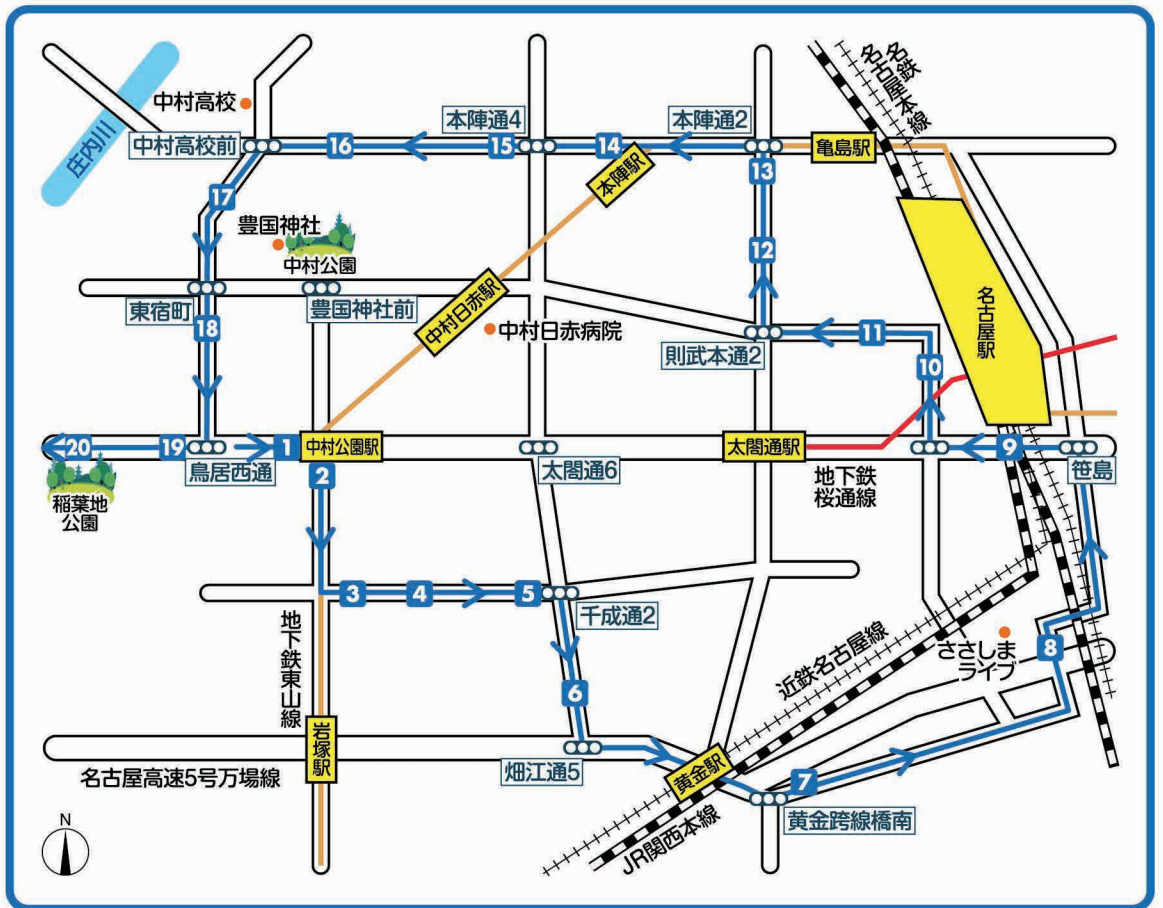 名鉄
名古屋本線
中村高校
本陣通4
本陣通2
庄内川
中村高校前
16
15
14
亀島駅
13
本陣駅
17
豊国神社
中村公園
12
名古屋駅
東宿町
豊国神社前
中村日赤駅
18
中村日赤病院
則武本通2
11
10
20
19
1
中村公園駅
太閤通駅
9
鳥居西通
太閤通6
地下鉄
桜通線
笹島
稲葉地
公園
2
3
4
5
千成通2
地下鉄東山線
ささしま
ライブ
8
近鉄名古屋線
6
岩塚駅
畑江通5
黄金駅
7
名古屋高速5号万場線
黄金跨線橋南
JR関西本線
N